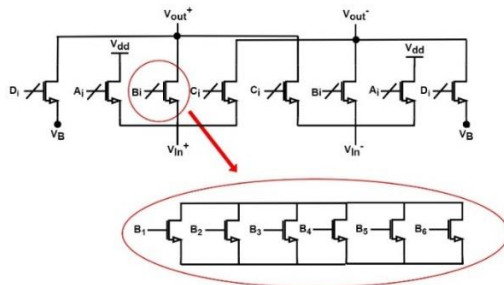 Vout+ Vout-
Vdd Vdd
Di Ai Bi Ci Ci Bi Ai Di
VB VB
VIn+ VIn-
B1 B2 B3 B4 B5 B6